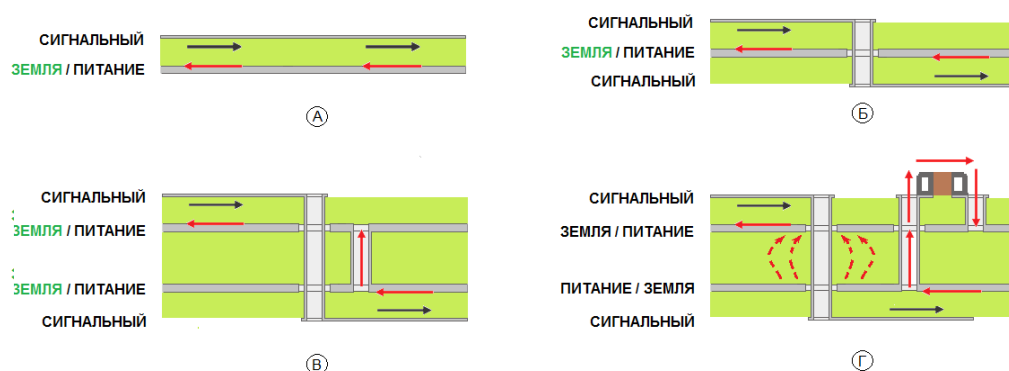 СИГНАЛЬНЫЙ
ЗЕМЛЯ / ПИТАНИЕ
А
СИГНАЛЬНЫЙ
ЗЕМЛЯ / ПИТАНИЕ
СИГНАЛЬНЫЙ
Б
СИГНАЛЬНЫЙ
ЗЕМЛЯ / ПИТАНИЕ
ЗЕМЛЯ / ПИТАНИЕ
СИГНАЛЬНЫЙ
В
СИГНАЛЬНЫЙ
ЗЕМЛЯ / ПИТАНИЕ
ПИТАНИЕ / ЗЕМЛЯ
СИГНАЛЬНЫЙ
Г